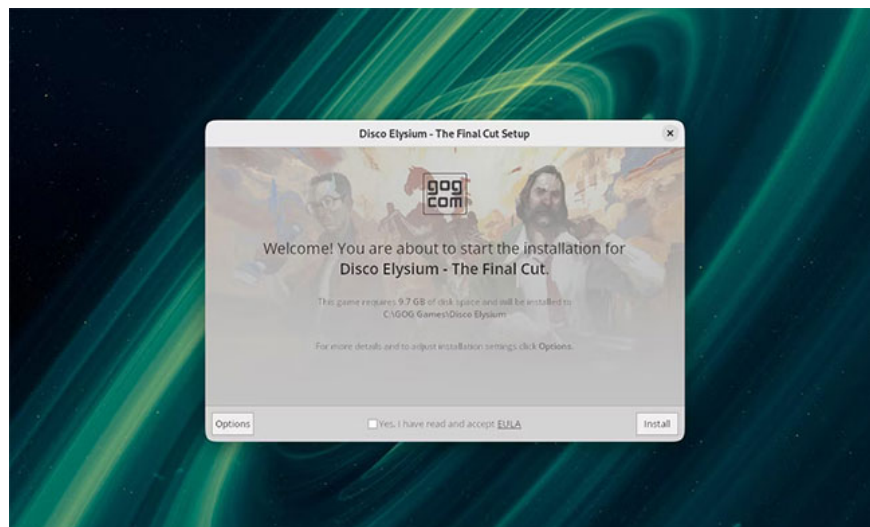 Disco Elysium - The Final Cut Setup
gog
com
Welcome! You are about to start the installation for
Disco Elysium - The Final Cut.
This game requires 9.7 GB of disk space and will be installed to
C:\GOG Games\Disco Elysium
For more details and to adjust installation settings click Options.
Options
Yes, I have read and accept EULA
Install